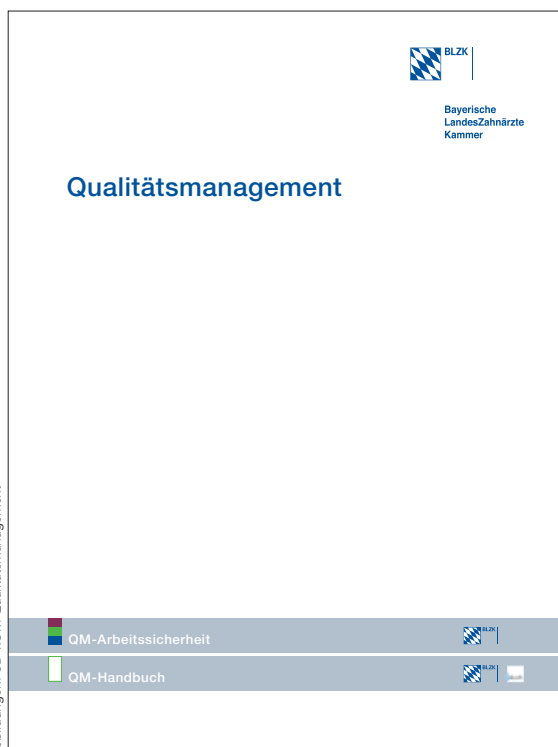 BLZK
Bayerische
LandesZahnärzte
Kammer
Qualitätsmanagement
QM-Arbeitssicherheit
BLZK
QM-Handbuch
BLZK